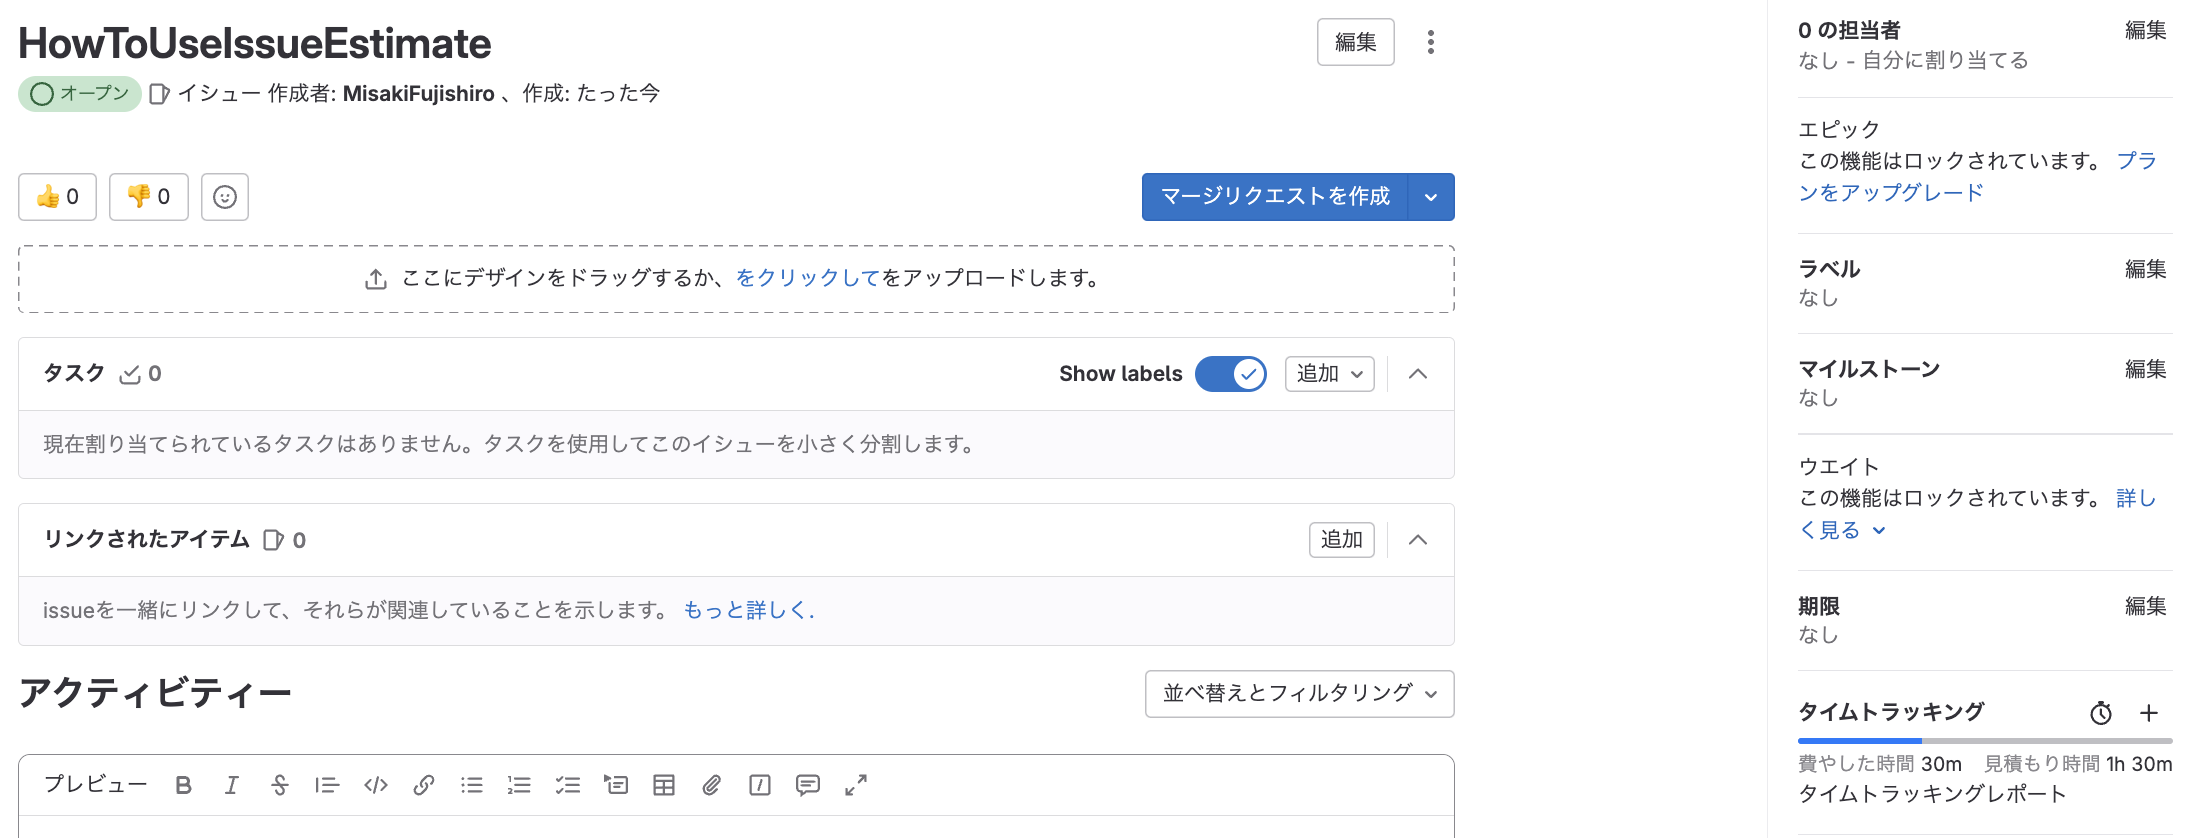 HowToUseIssueEstimate
編集
オープン イシュー 作成者: MisakiFujishiro 、作成: たった今
0
0
マージリクエストを作成
ここにデザインをドラッグするか、をクリックしてをアップロードします。
タスク 0
Show labels
追加
現在割り当てられているタスクはありません。タスクを使用してこのイシューを小さく分割します。
リンクされたアイテム 0
追加
issueを一緒にリンクして、それらが関連していることを示します。 もっと詳しく.
アクティビティー
並べ替えとフィルタリング
プレビュー
0 の担当者 編集
なし - 自分に割り当てる
エピック
この機能はロックされています。 プラ
ンをアップグレード
ラベル 編集
なし
マイルストーン 編集
なし
ウエイト
この機能はロックされています。 詳し
く見る
期限 編集
なし
タイムトラッキング
費やした時間 30m 見積もり時間 1h 30m
タイムトラッキングレポート